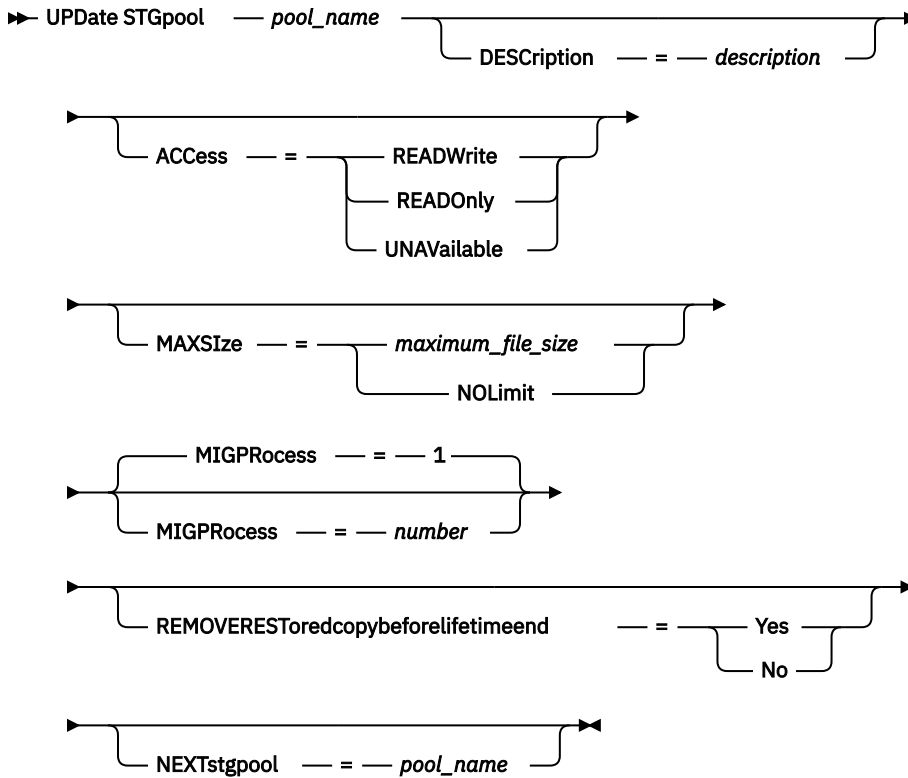 UPDate STGpool — pool_name
DESCription — = — description
ACCess — = READWrite
READOnly
UNAVailable
MAXSIze — = — maximum_file_size
NOLimit
MIGPRocess — = — 1
MIGPRocess — = — number
REMOVERESToredcopybeforelifetimeend — = — Yes
No
NEXTstgpool — = — pool_name